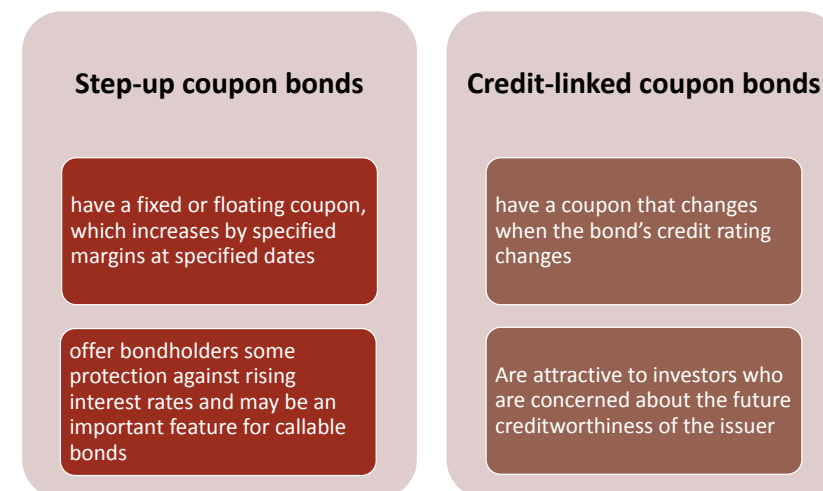 Step-up coupon bonds
have a fixed or floating coupon,
which increases by specified
margins at specified dates
offer bondholders some
protection against rising
interest rates and may be an
important feature for callable
bonds
Credit-linked coupon bonds
have a coupon that changes
when the bond’s credit rating
changes
Are attractive to investors who
are concerned about the future
creditworthiness of the issuer